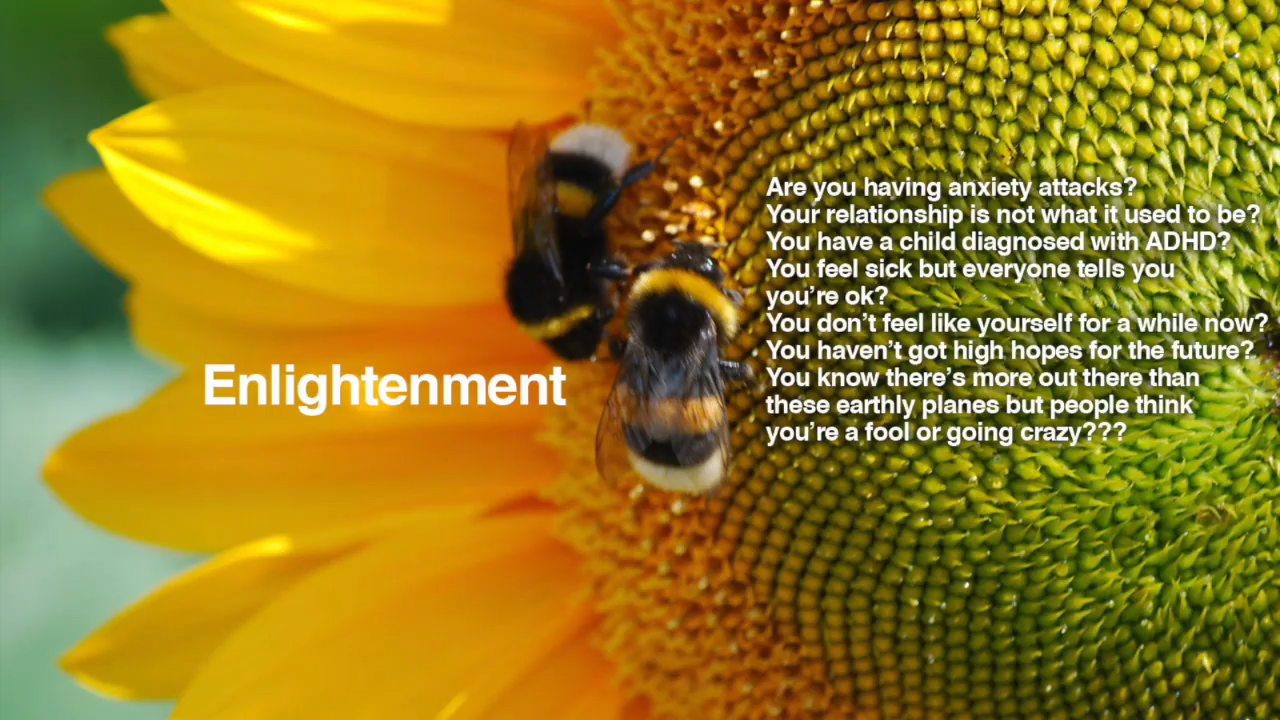 Enlightenment
Are you having anxiety attacks?
Your relationship is not what it used to be?
You have a child diagnosed with ADHD?
You feel sick but everyone tells you
you’re ok?
You don’t feel like yourself for a while now?
You haven’t got high hopes for the future?
You know there’s more out there than
these earthly planes but people think
you’re a fool or going crazy???